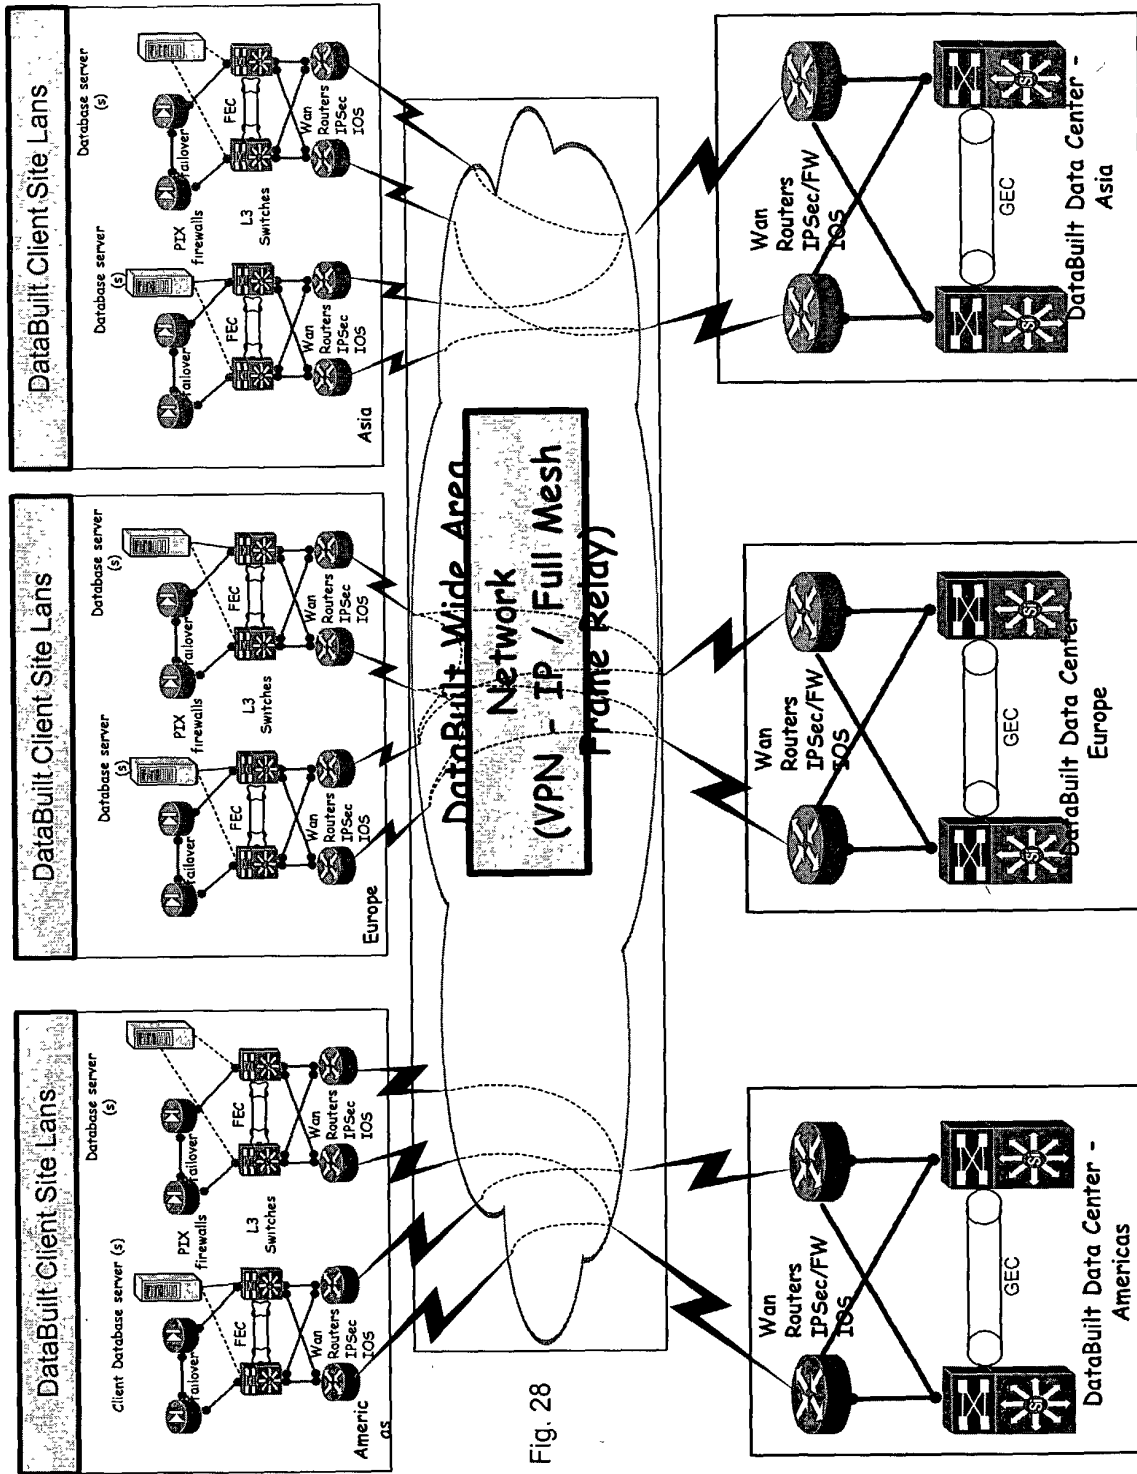 DataBuilt Client Site Lans
Client Database server (s)
Database server
(s)
failover
failover
PIX
firewalls
FEC
FEC
L3
Switches
Wan
Routers
IPSec
IOS
Wan
Routers
IPSec
IOS
Americ
as
DataBuilt Client Site Lans
Database server
(s)
Database server
(s)
failover
failover
PIX
firewalls
FEC
FEC
L3
Switches
Wan
Routers
IPSec
IOS
Wan
Routers
IPSec
IOS
Europe
DataBuilt Client Site Lans
Database server
(s)
Database server
(s)
failover
failover
PIX
firewalls
FEC
FEC
L3
Switches
Wan
Routers
IPSec
IOS
Wan
Routers
IPSec
IOS
Asia
DataBuilt Wide Area
Network
(VPN - IP / Full Mesh
Frame Relay)
Fig. 28
Wan
Routers
IPSec/FW
IOS
GEC
Si
Si
DataBuilt Data Center -
Americas
Wan
Routers
IPSec/FW
IOS
GEC
Si
Si
DataBuilt Data Center
Europe
Wan
Routers
IPSec/FW
IOS
GEC
Si
Si
DataBuilt Data Center -
Asia